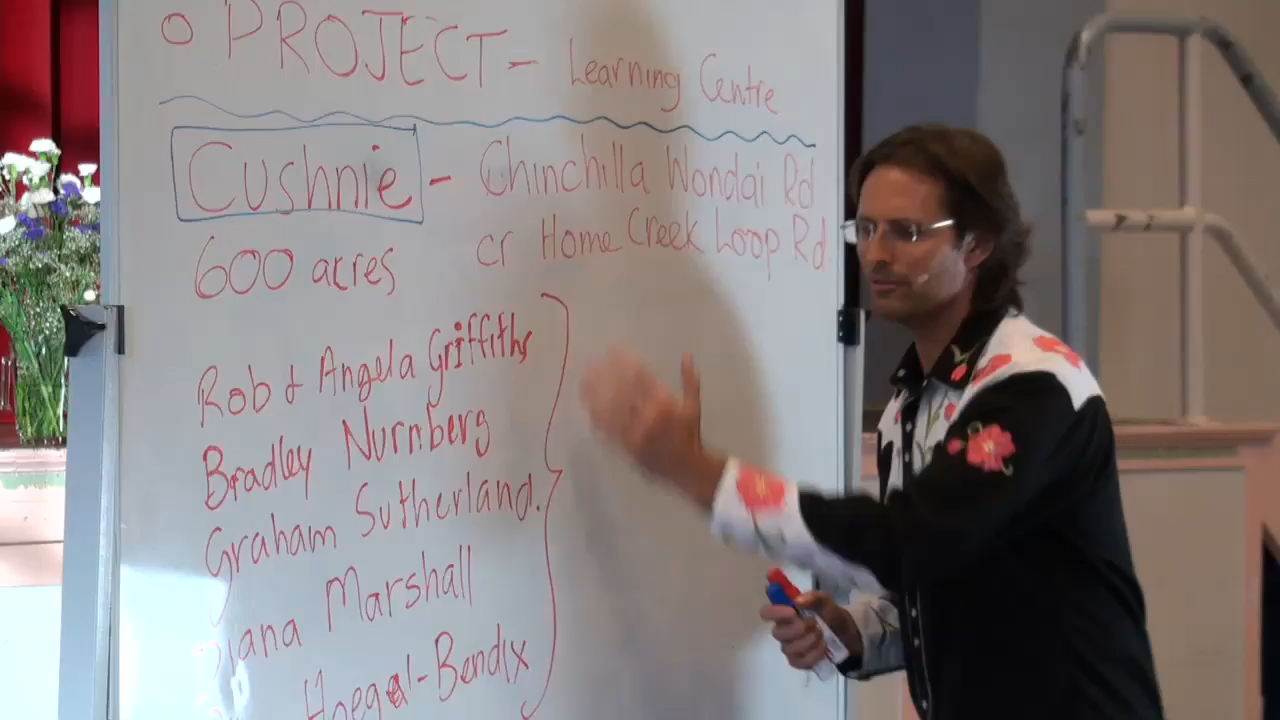 o PROJECT - Learning Centre
Cushnie - Chinchilla Wondai Rd
600 acres cr Home Creek Loop Rd
Rob & Angela Griffiths
Bradley Nurnberg
Graham Sutherland.
Diana Marshall
Hoegel-Bendix